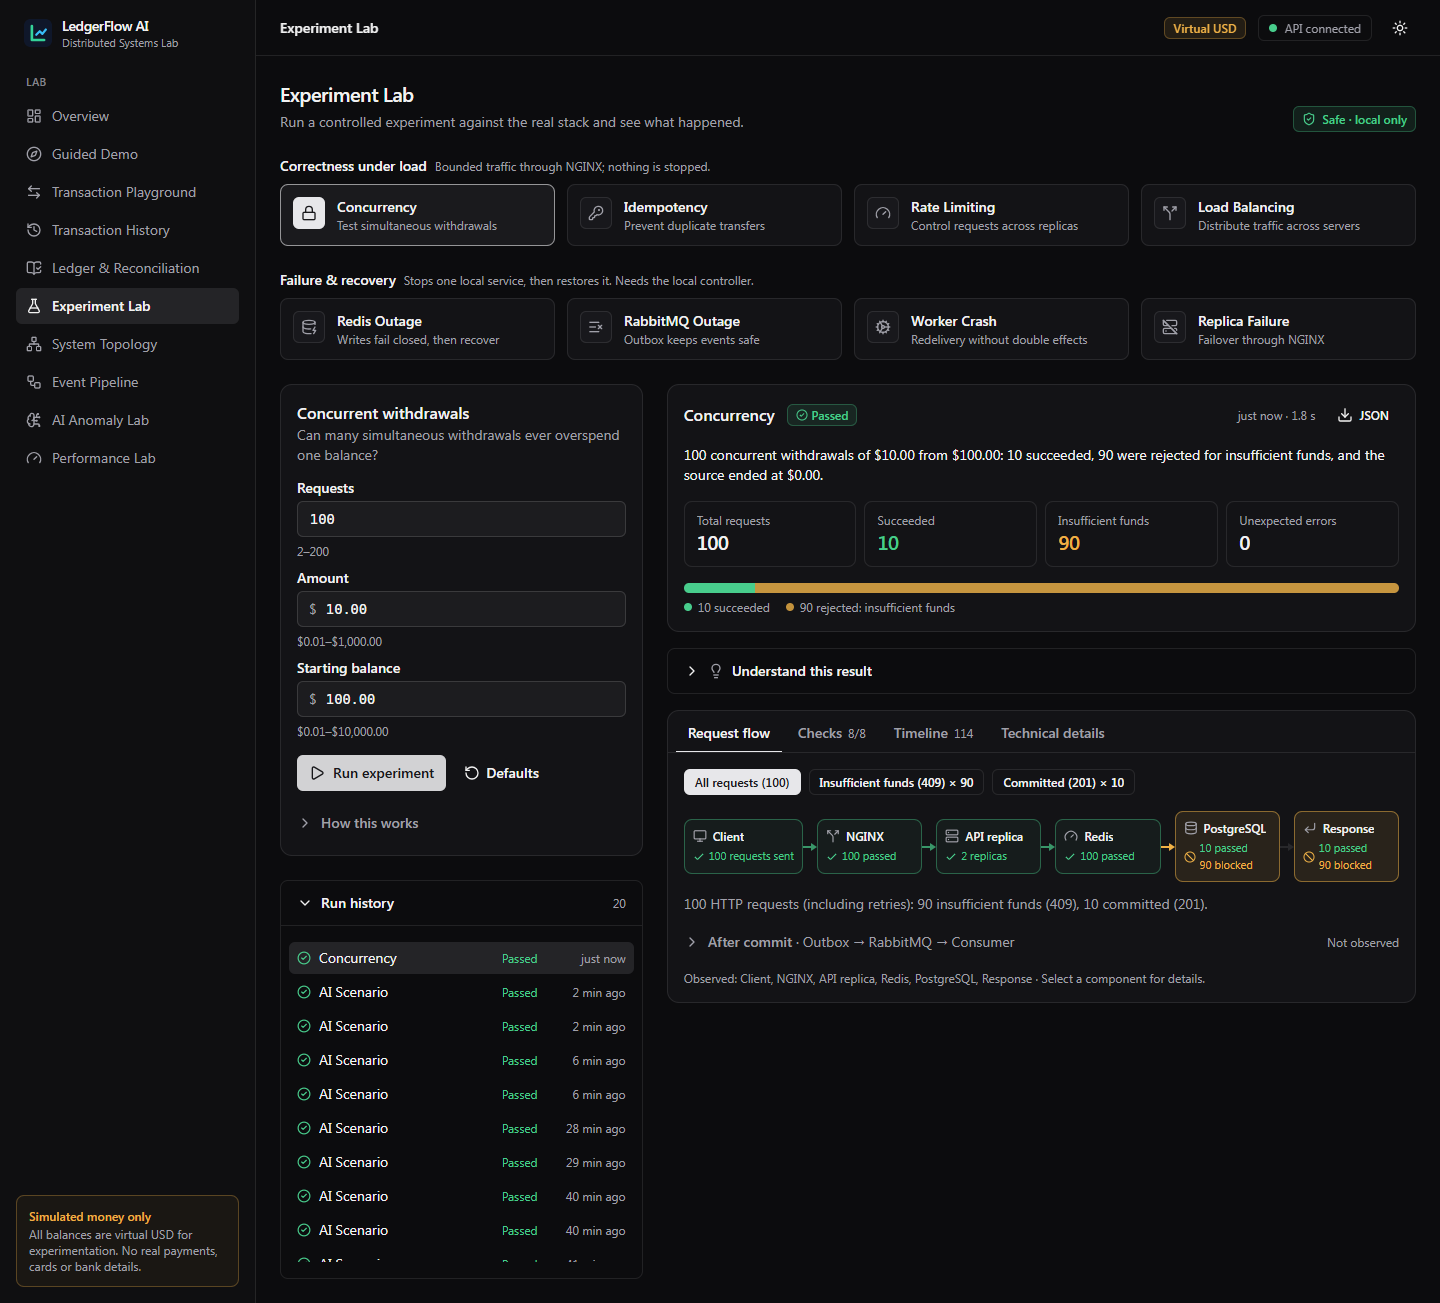 LedgerFlow AI
Distributed Systems Lab
LAB
Overview
Guided Demo
Transaction Playground
Transaction History
Ledger & Reconciliation
Experiment Lab
System Topology
Event Pipeline
AI Anomaly Lab
Performance Lab
Simulated money only
All balances are virtual USD for
experimentation. No real payments,
cards or bank details.
Experiment Lab
Virtual USD
API connected
Experiment Lab
Run a controlled experiment against the real stack and see what happened.
Safe · local only
Correctness under load Bounded traffic through NGINX; nothing is stopped.
Concurrency
Test simultaneous withdrawals
Idempotency
Prevent duplicate transfers
Rate Limiting
Control requests across replicas
Load Balancing
Distribute traffic across servers
Failure & recovery Stops one local service, then restores it. Needs the local controller.
Redis Outage
Writes fail closed, then recover
RabbitMQ Outage
Outbox keeps events safe
Worker Crash
Redelivery without double effects
Replica Failure
Failover through NGINX
Concurrent withdrawals
Can many simultaneous withdrawals ever overspend
one balance?
Requests
100
2–200
Amount
$ 10.00
$0.01–$1,000.00
Starting balance
$ 100.00
$0.01–$10,000.00
Run experiment
Defaults
How this works
Run history 20
Concurrency Passed just now
AI Scenario Passed 2 min ago
AI Scenario Passed 2 min ago
AI Scenario Passed 6 min ago
AI Scenario Passed 6 min ago
AI Scenario Passed 28 min ago
AI Scenario Passed 29 min ago
AI Scenario Passed 40 min ago
AI Scenario Passed 40 min ago
Concurrency Passed just now · 1.8 s JSON
100 concurrent withdrawals of $10.00 from $100.00: 10 succeeded, 90 were rejected for insufficient funds, and the
source ended at $0.00.
Total requests
100
Succeeded
10
Insufficient funds
90
Unexpected errors
0
10 succeeded 90 rejected: insufficient funds
Understand this result
Request flow Checks 8/8 Timeline 114 Technical details
All requests (100) Insufficient funds (409) × 90 Committed (201) × 10
Client
100 requests sent
NGINX
100 passed
API replica
2 replicas
Redis
100 passed
PostgreSQL
10 passed
90 blocked
Response
10 passed
90 blocked
100 HTTP requests (including retries): 90 insufficient funds (409), 10 committed (201).
After commit · Outbox → RabbitMQ → Consumer Not observed
Observed: Client, NGINX, API replica, Redis, PostgreSQL, Response · Select a component for details.